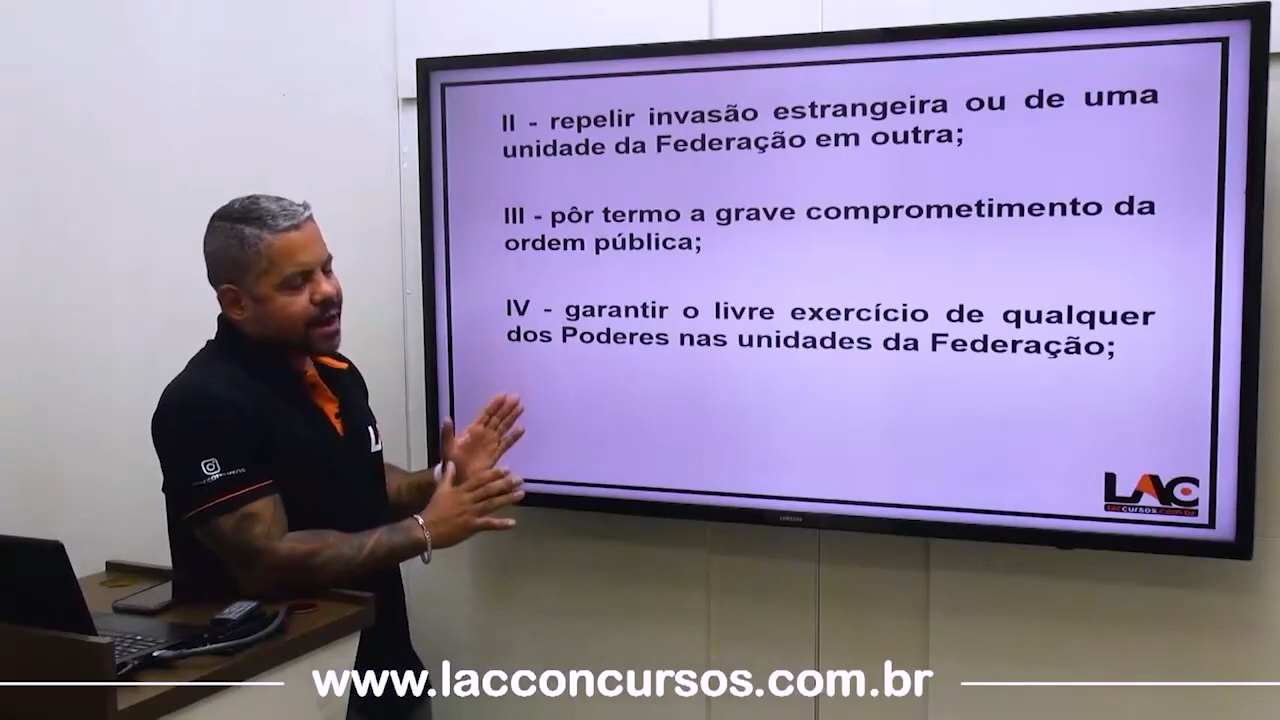 II - repelir invasão estrangeira ou de uma
unidade da Federação em outra;
III - pôr termo a grave comprometimento da
ordem pública;
IV - garantir o livre exercício de qualquer
dos Poderes nas unidades da Federação;
LAC
laccursos.com.br
SAMSUNG
www.lacconcursos.com.br